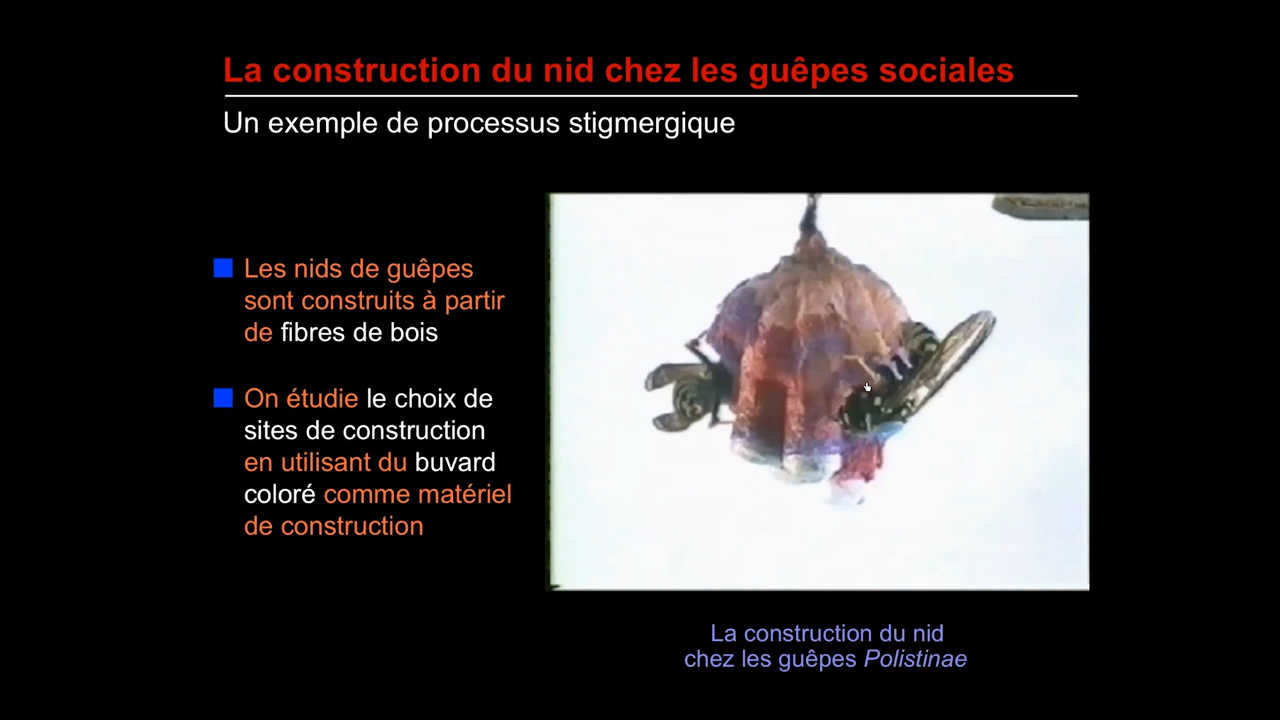 La construction du nid chez les guêpes sociales
Un exemple de processus stigmergique
Les nids de guêpes
sont construits à partir
de fibres de bois
On étudie le choix de
sites de construction
en utilisant du buvard
coloré comme matériel
de construction
La construction du nid
chez les guêpes Polistinae